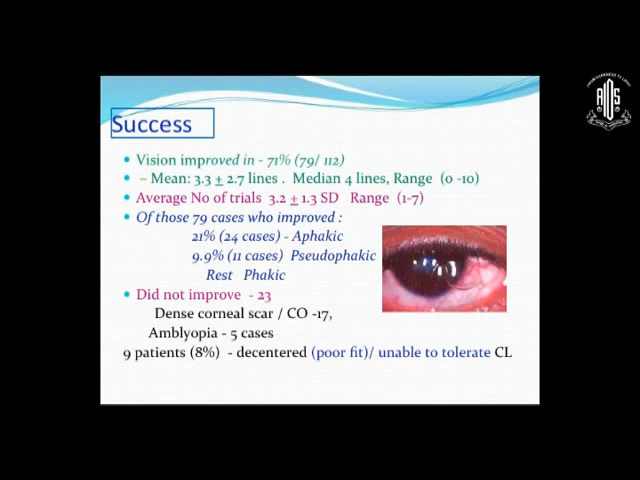 Success
Vision improved in - 71% (79/ 112)
– Mean: 3.3 ± 2.7 lines . Median 4 lines, Range (0 -10)
Average No of trials 3.2 ± 1.3 SD Range (1-7)
Of those 79 cases who improved :
21% (24 cases) - Aphakic
9.9% (11 cases) Pseudophakic
Rest Phakic
Did not improve - 23
Dense corneal scar / CO -17,
Amblyopia - 5 cases
9 patients (8%) - decentered (poor fit)/ unable to tolerate CL